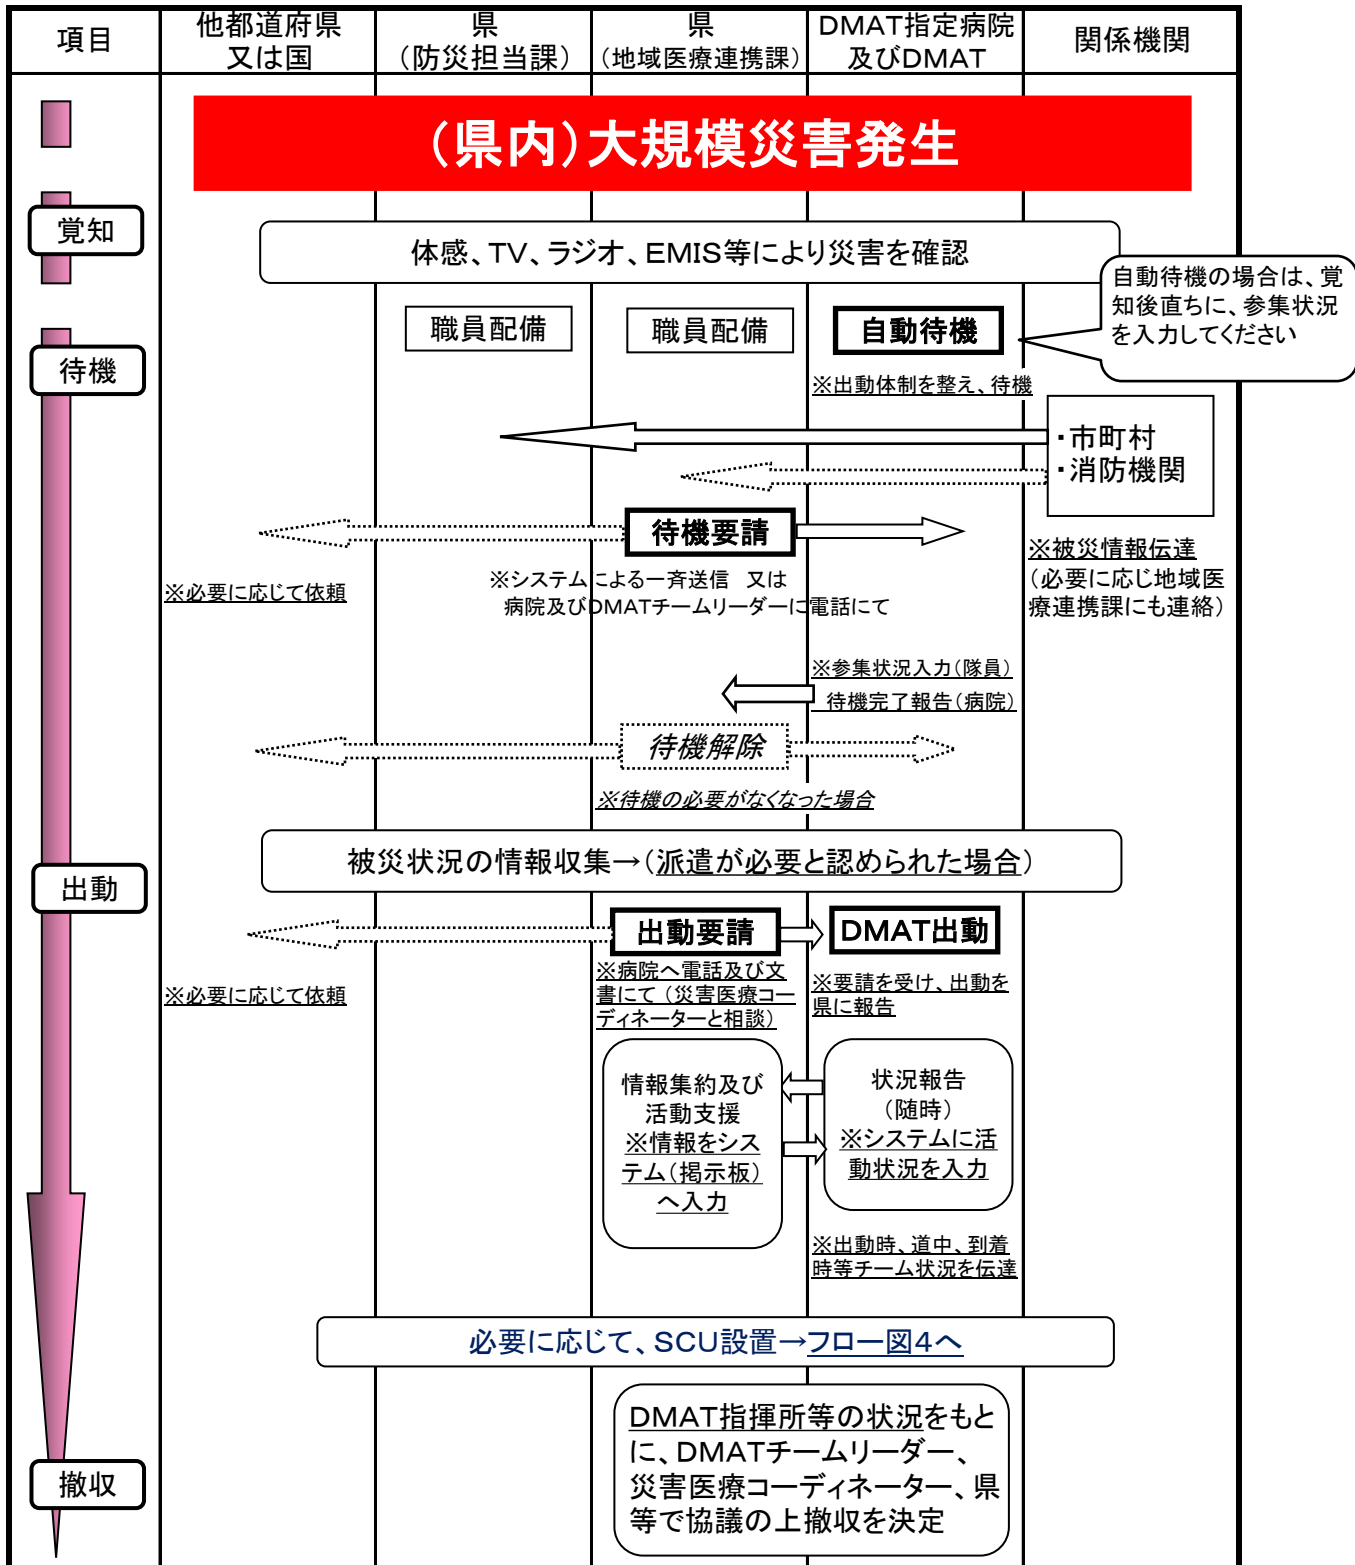 項目
他都道府県
又は国
県
（防災担当課）
県
（地域医療連携課）
DMAT指定病院
及びDMAT
関係機関
（県内）大規模災害発生
覚知
体感、TV、ラジオ、EMIS等により災害を確認
自動待機の場合は、覚
知後直ちに、参集状況
を入力してください
職員配備
職員配備
自動待機
待機
※出動体制を整え、待機
・市町村
・消防機関
待機要請
※被災情報伝達
（必要に応じ地域医
療連携課にも連絡）
※必要に応じて依頼
※システムによる一斉送信　又は
病院及びDMATチームリーダーに電話にて
※参集状況入力（隊員）
待機完了報告（病院）
待機解除
※待機の必要がなくなった場合
被災状況の情報収集→（派遣が必要と認められた場合）
出動
出動要請
DMAT出動
※必要に応じて依頼
※病院へ電話及び文
書にて（災害医療コー
ディネーターと相談）
※要請を受け、出動を
県に報告
情報集約及び
活動支援
※情報をシス
テム（掲示板）
へ入力
状況報告
（随時）
※システムに活
動状況を入力
※出動時、道中、到着
時等チーム状況を伝達
必要に応じて、SCU設置→フロー図４へ
DMAT指揮所等の状況をもと
に、DMATチームリーダー、
災害医療コーディネーター、県
等で協議の上撤収を決定
撤収